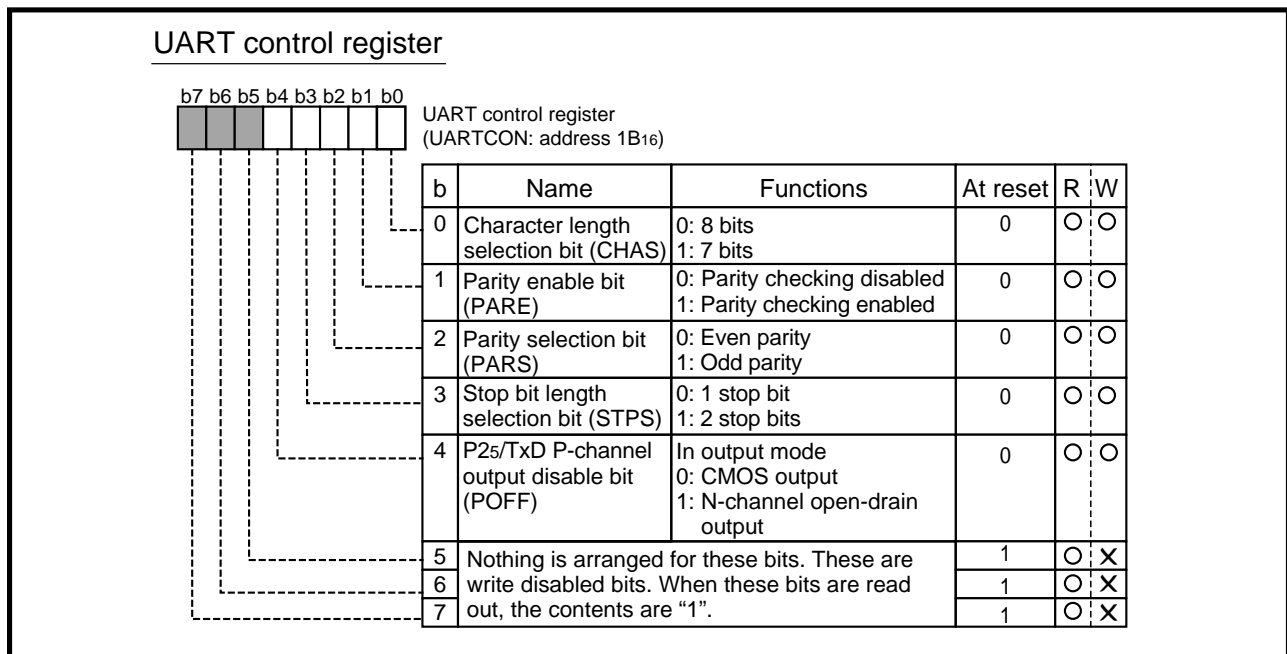 UART control register
b7 b6 b5 b4 b3 b2 b1 b0
UART control register
(UARTCON: address 1B16)
b Name Functions At reset R W
0 Character length 0: 8 bits 0 O O
selection bit (CHAS) 1: 7 bits
1 Parity enable bit 0: Parity checking disabled 0 O O
(PARE) 1: Parity checking enabled
2 Parity selection bit 0: Even parity 0 O O
(PARS) 1: Odd parity
3 Stop bit length 0: 1 stop bit 0 O O
selection bit (STPS) 1: 2 stop bits
4 P25/TxD P-channel In output mode 0 O O
output disable bit 0: CMOS output
(POFF) 1: N-channel open-drain
output
5 Nothing is arranged for these bits. These are 1 O X
6 write disabled bits. When these bits are read 1 O X
7 out, the contents are “1”. 1 O X